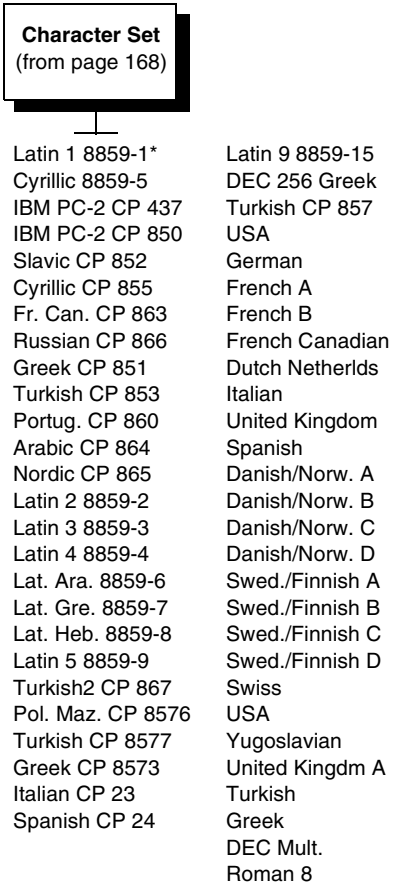 Character Set
(from page 168)
Latin 1 8859-1*
Cyrillic 8859-5
IBM PC-2 CP 437
IBM PC-2 CP 850
Slavic CP 852
Cyrillic CP 855
Fr. Can. CP 863
Russian CP 866
Greek CP 851
Turkish CP 853
Portug. CP 860
Arabic CP 864
Nordic CP 865
Latin 2 8859-2
Latin 3 8859-3
Latin 4 8859-4
Lat. Ara. 8859-6
Lat. Gre. 8859-7
Lat. Heb. 8859-8
Latin 5 8859-9
Turkish2 CP 867
Pol. Maz. CP 8576
Turkish CP 8577
Greek CP 8573
Italian CP 23
Spanish CP 24
Latin 9 8859-15
DEC 256 Greek
Turkish CP 857
USA
German
French A
French B
French Canadian
Dutch Netherlds
Italian
United Kingdom
Spanish
Danish/Norw. A
Danish/Norw. B
Danish/Norw. C
Danish/Norw. D
Swed./Finnish A
Swed./Finnish B
Swed./Finnish C
Swed./Finnish D
Swiss
USA
Yugoslavian
United Kingdm A
Turkish
Greek
DEC Mult.
Roman 8